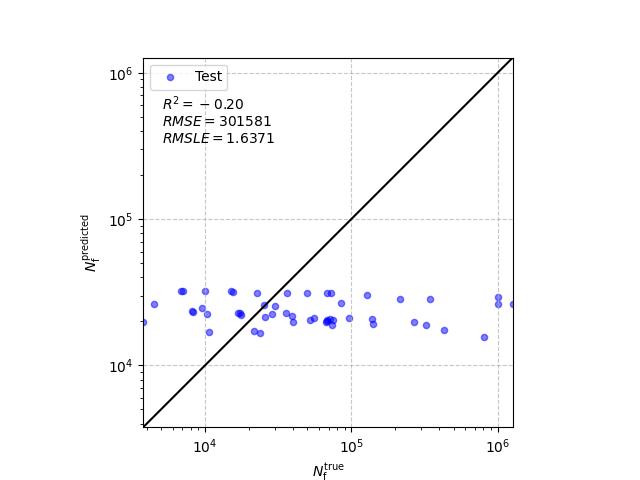 Test
R² = −0.20
RMSE = 301581
RMSLE = 1.6371
10⁶
10⁵
10⁴
N_f^predicted
10⁴ 10⁵ 10⁶
N_f^true